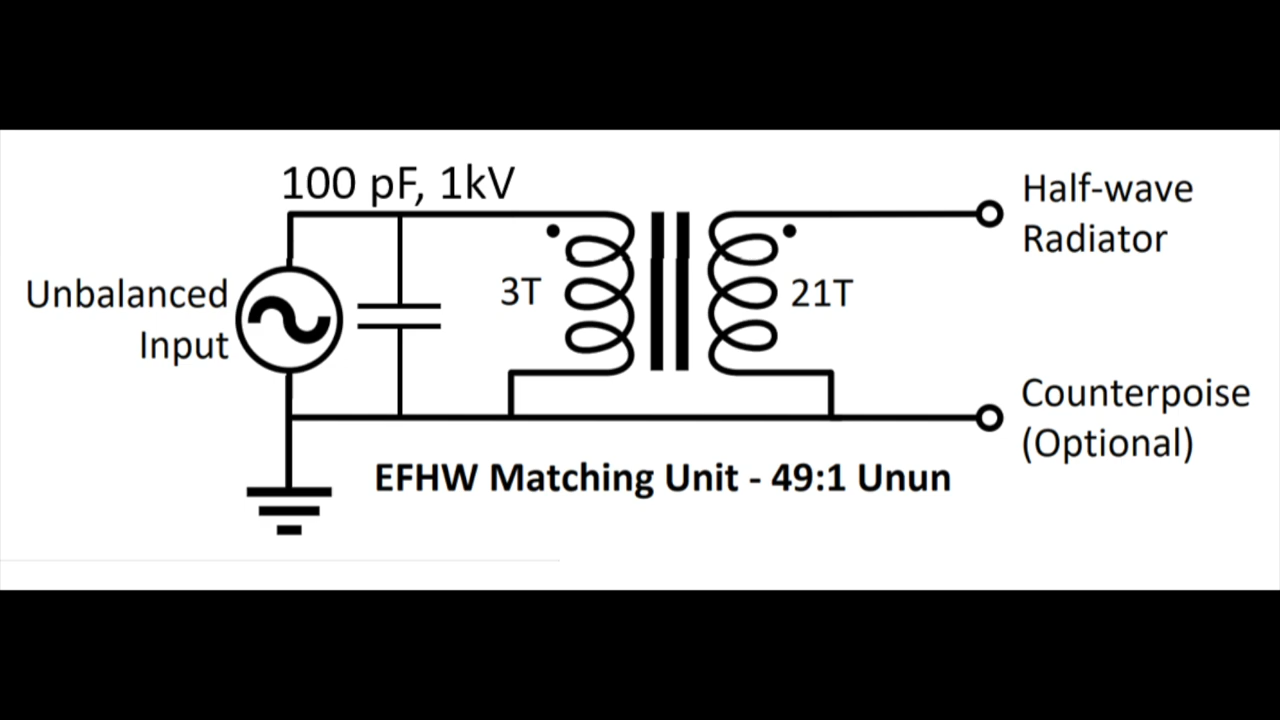 100 pF, 1kV
Half-wave
Radiator
Unbalanced
Input
3T
21T
Counterpoise
(Optional)
EFHW Matching Unit - 49:1 Unun